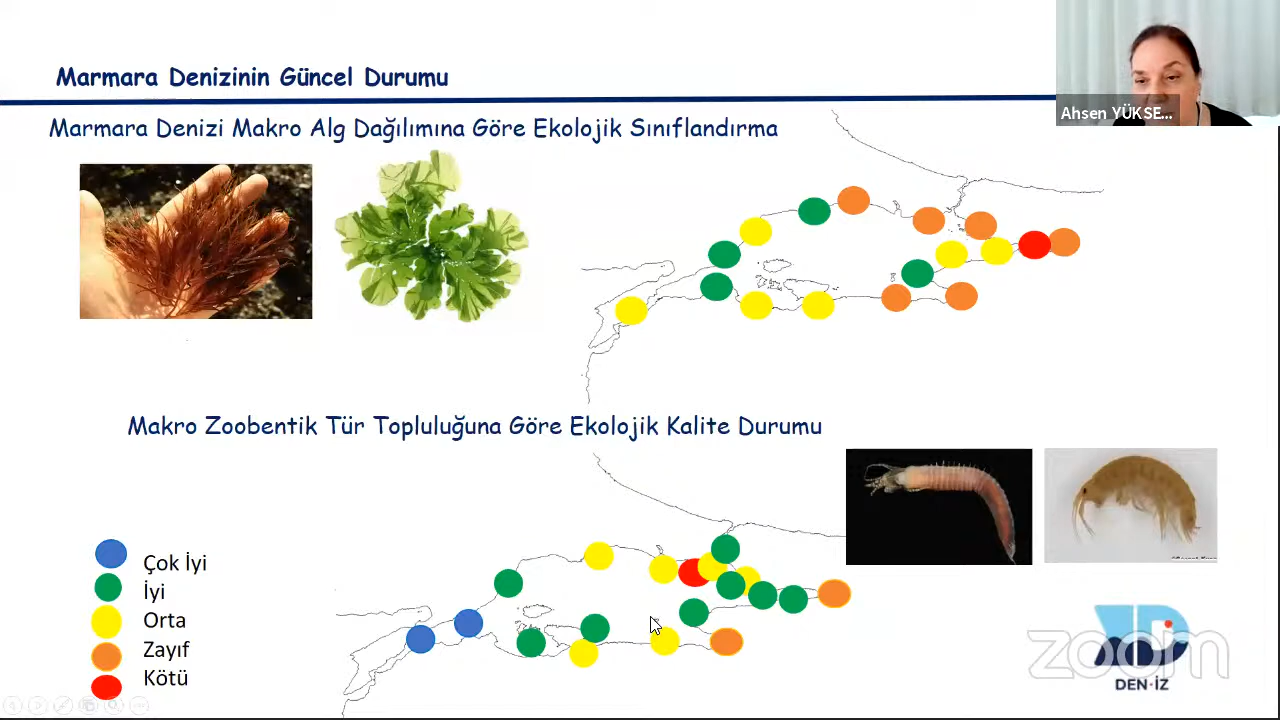 Marmara Denizinin Güncel Durumu
Ahsen YÜKSE...
Marmara Denizi Makro Alg Dağılımına Göre Ekolojik Sınıflandırma
Makro Zoobentik Tür Topluluğuna Göre Ekolojik Kalite Durumu
Çok İyi
İyi
Orta
Zayıf
Kötü
zoom
DEN·İZ